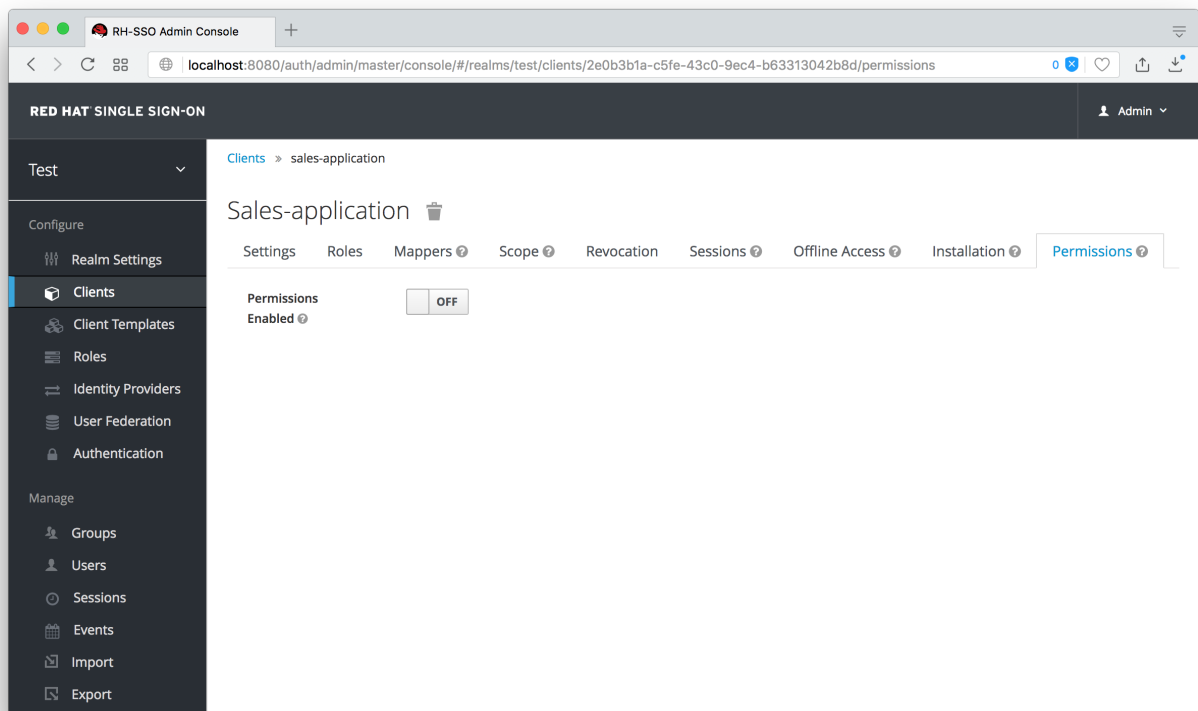 RH-SSO Admin Console
localhost:8080/auth/admin/master/console/#/realms/test/clients/2e0b3b1a-c5fe-43c0-9ec4-b63313042b8d/permissions 0
RED HAT SINGLE SIGN-ON
Admin
Test
Configure
Realm Settings
Clients
Client Templates
Roles
Identity Providers
User Federation
Authentication
Manage
Groups
Users
Sessions
Events
Import
Export
Clients » sales-application
Sales-application
Settings Roles Mappers Scope Revocation Sessions Offline Access Installation Permissions
Permissions
Enabled
OFF